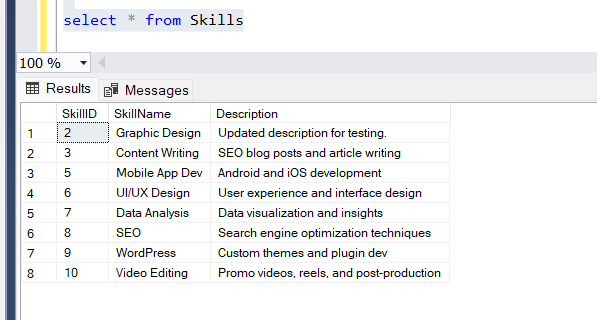 select * from Skills
100 %
Results Messages
SkillID SkillName Description
1 2 Graphic Design Updated description for testing.
2 3 Content Writing SEO blog posts and article writing
3 5 Mobile App Dev Android and iOS development
4 6 UI/UX Design User experience and interface design
5 7 Data Analysis Data visualization and insights
6 8 SEO Search engine optimization techniques
7 9 WordPress Custom themes and plugin dev
8 10 Video Editing Promo videos, reels, and post-production